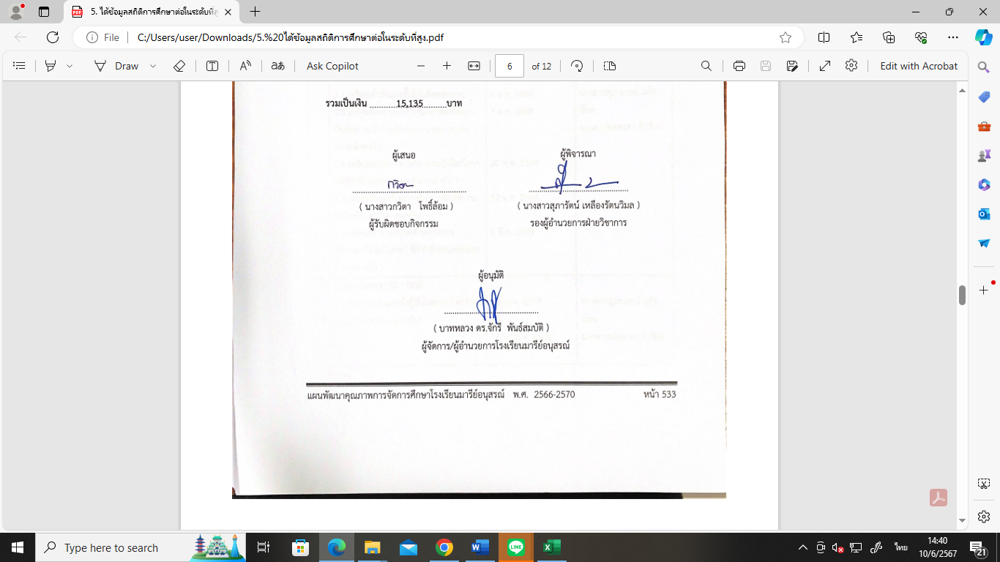 5. ได้ข้อมูลสถิติการศึกษาต่อในระดับที่สู
File C:/Users/user/Downloads/5.%20ได้ข้อมูลสถิติการศึกษาต่อในระดับที่สูง.pdf
Draw Ask Copilot 6 of 12 Edit with Acrobat
รวมเป็นเงิน ................15,135................บาท
ผู้เสนอ ผู้พิจารณา
กวิตา
( นางสาวกวิตา โพธิ์ล้อม ) ( นางสาวสุภารัตน์ เหลืองรัตนวิมล )
ผู้รับผิดชอบกิจกรรม รองผู้อำนวยการฝ่ายวิชาการ
ผู้อนุมัติ
( บาทหลวง ดร.จักรี พันธ์สมบัติ )
ผู้จัดการ/ผู้อำนวยการโรงเรียนมารีย์อนุสรณ์
แผนพัฒนาคุณภาพการจัดการศึกษาโรงเรียนมารีย์อนุสรณ์ พ.ศ. 2566-2570 หน้า 533
Type here to search ไทย 14:40
10/6/2567 21